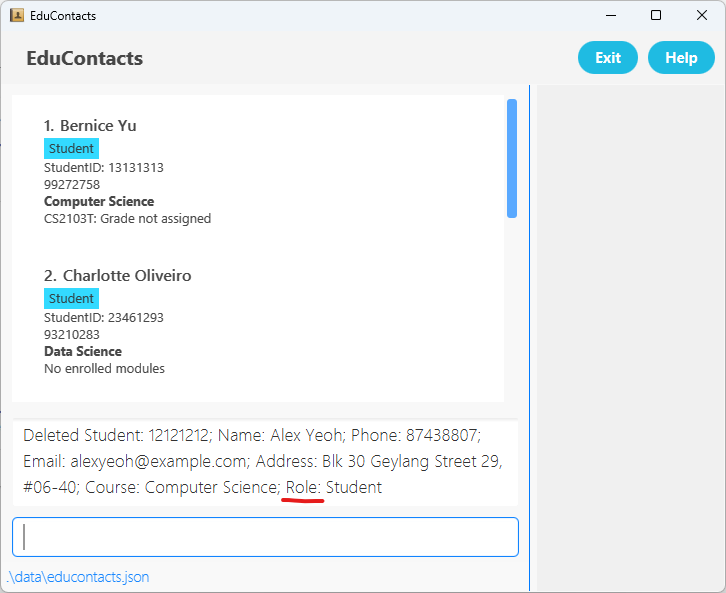 EduContacts
EduContacts
Exit
Help
1. Bernice Yu
Student
StudentID: 13131313
99272758
Computer Science
CS2103T: Grade not assigned
2. Charlotte Oliveiro
Student
StudentID: 23461293
93210283
Data Science
No enrolled modules
Deleted Student: 12121212; Name: Alex Yeoh; Phone: 87438807;
Email: alexyeoh@example.com; Address: Blk 30 Geylang Street 29,
#06-40; Course: Computer Science; Role: Student
.\data\educontacts.json